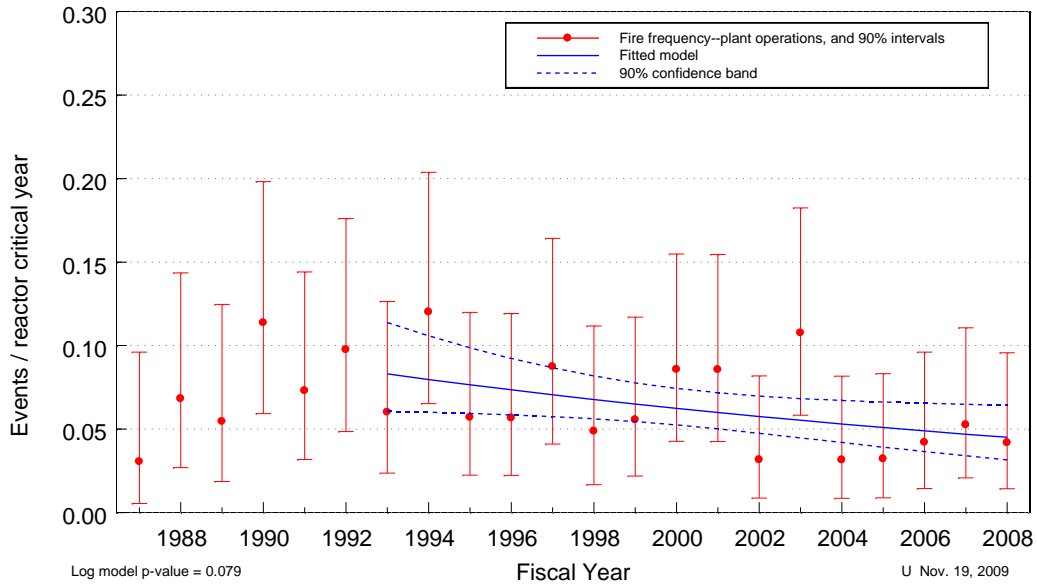 0.30
Fire frequency--plant operations, and 90% intervals
Fitted model
90% confidence band
0.25
0.20
0.15
0.10
0.05
0.00
Events / reactor critical year
1988 1990 1992 1994 1996 1998 2000 2002 2004 2006 2008
Log model p-value = 0.079
Fiscal Year
U Nov. 19, 2009